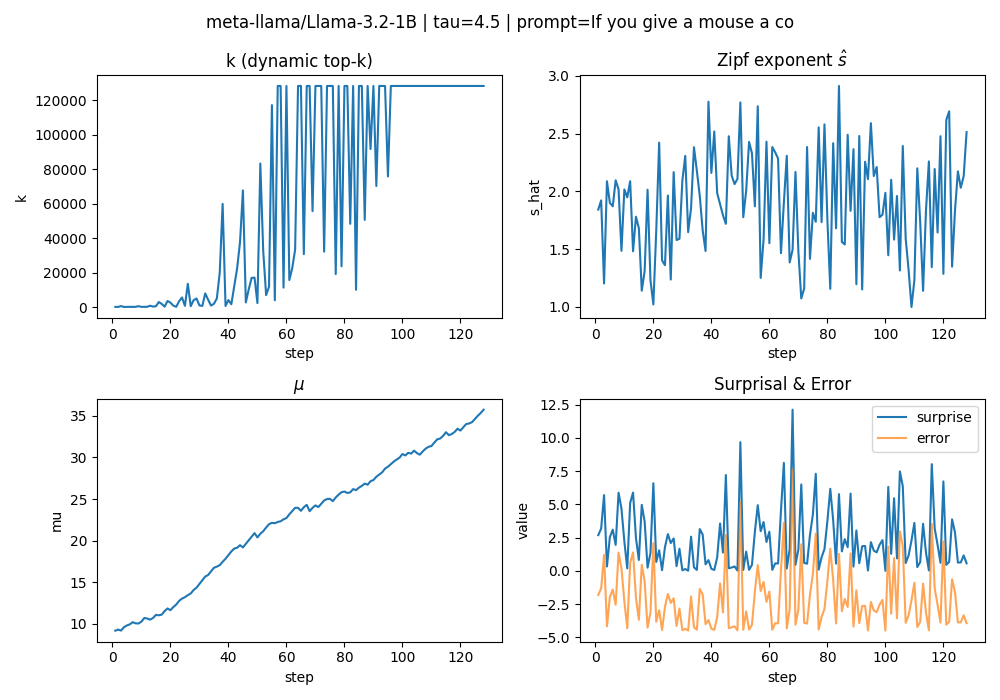 meta-llama/Llama-3.2-1B | tau=4.5 | prompt=If you give a mouse a co
k (dynamic top-k)
120000
100000
80000
60000
40000
20000
0
k
0 20 40 60 80 100 120
step
Zipf exponent ŝ
3.0
2.5
2.0
1.5
1.0
s_hat
0 20 40 60 80 100 120
step
μ
35
30
25
20
15
10
mu
0 20 40 60 80 100 120
step
Surprisal & Error
12.5
10.0
7.5
5.0
2.5
0.0
−2.5
−5.0
value
surprise
error
0 20 40 60 80 100 120
step